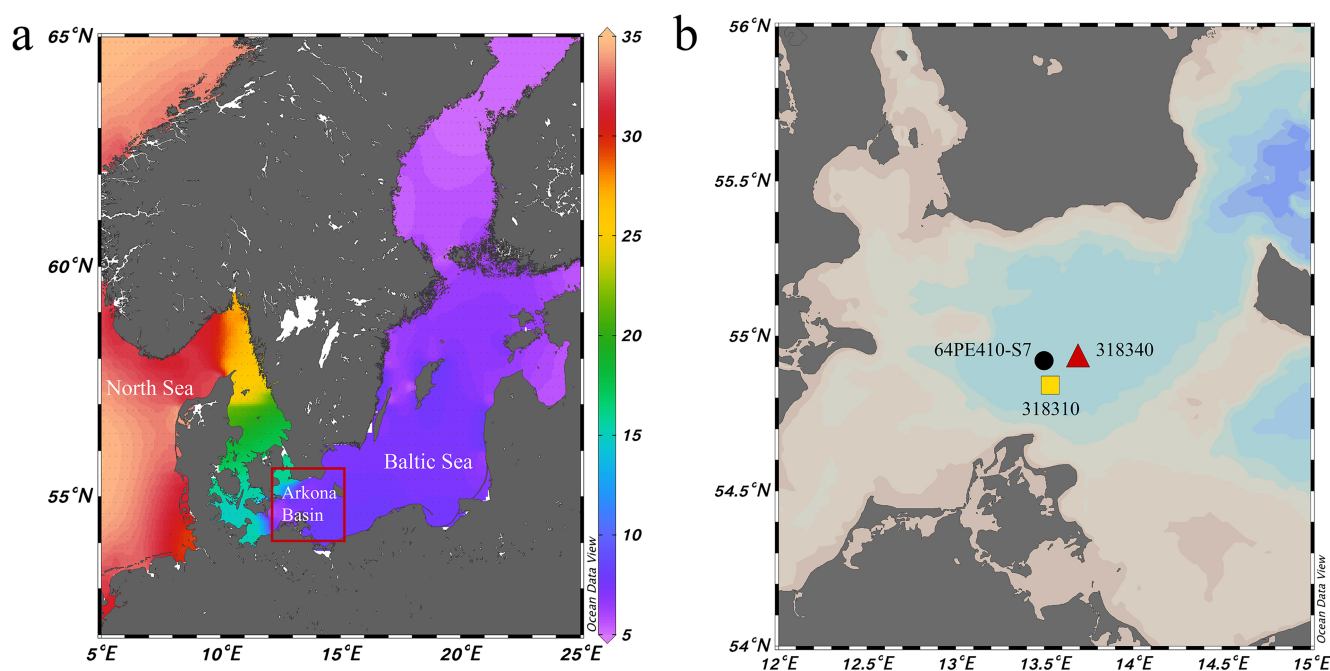 a
65°N
60°N
55°N
5°E
10°E
15°E
20°E
25°E
North Sea
Baltic Sea
Arkona
Basin
Ocean Data View
35
30
25
20
15
10
5
b
56°N
55.5°N
55°N
54.5°N
54°N
12°E
12.5°E
13°E
13.5°E
14°E
14.5°E
15°E
64PE410-S7
318340
318310
Ocean Data View